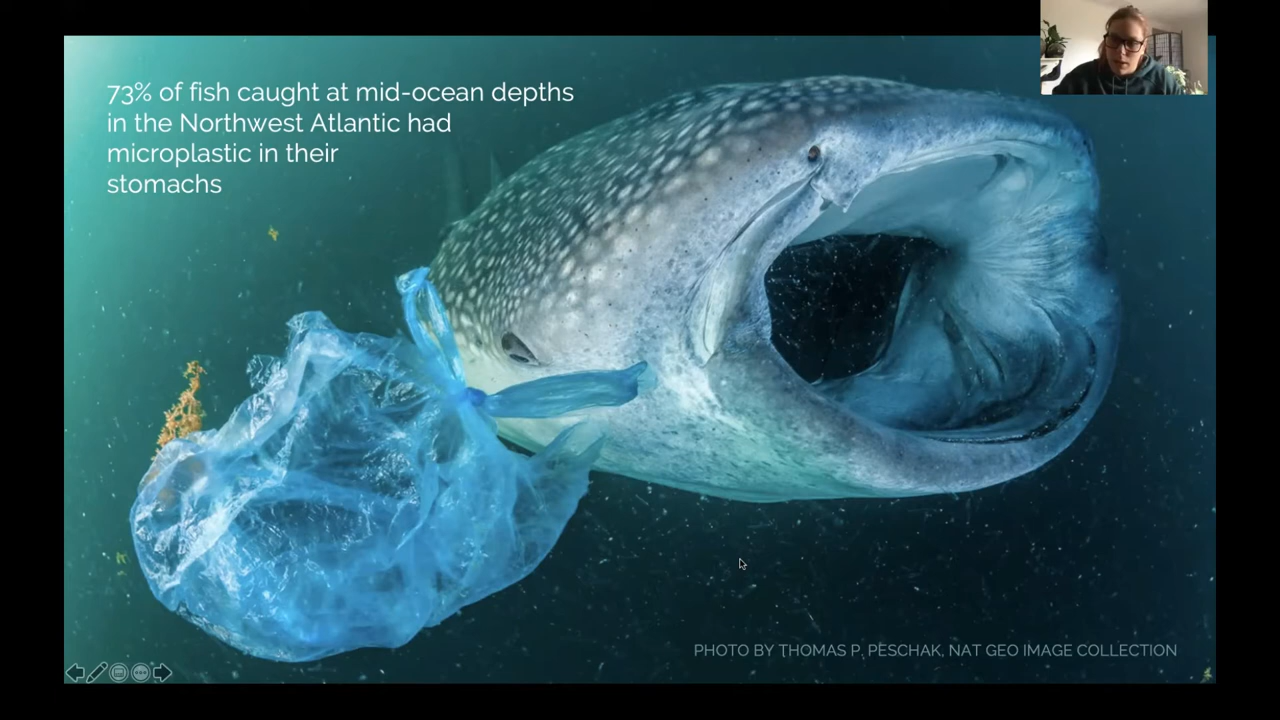 73% of fish caught at mid-ocean depths
in the Northwest Atlantic had
microplastic in their
stomachs
PHOTO BY THOMAS P. PESCHAK, NAT GEO IMAGE COLLECTION